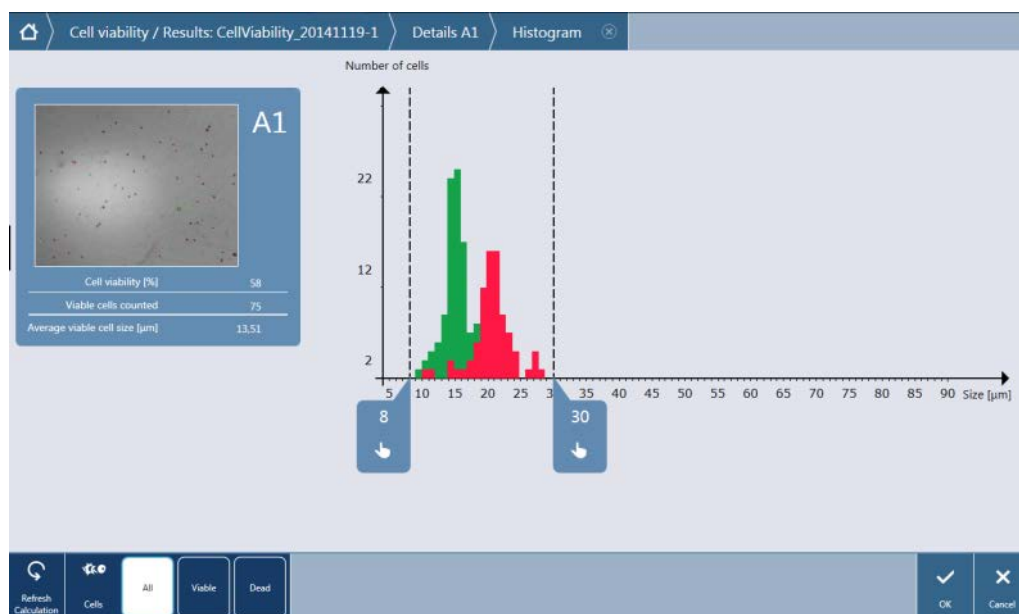 Cell viability / Results: CellViability_20141119-1 Details A1 Histogram
Number of cells
A1
Cell viability [%] 58
Viable cells counted 75
Average viable cell size [µm] 13,51
22
12
2
5 10 15 20 25 3 35 40 45 50 55 60 65 70 75 80 85 90 Size [µm]
8 30
Refresh Calculation
Cells
All
Viable
Dead
OK
Cancel